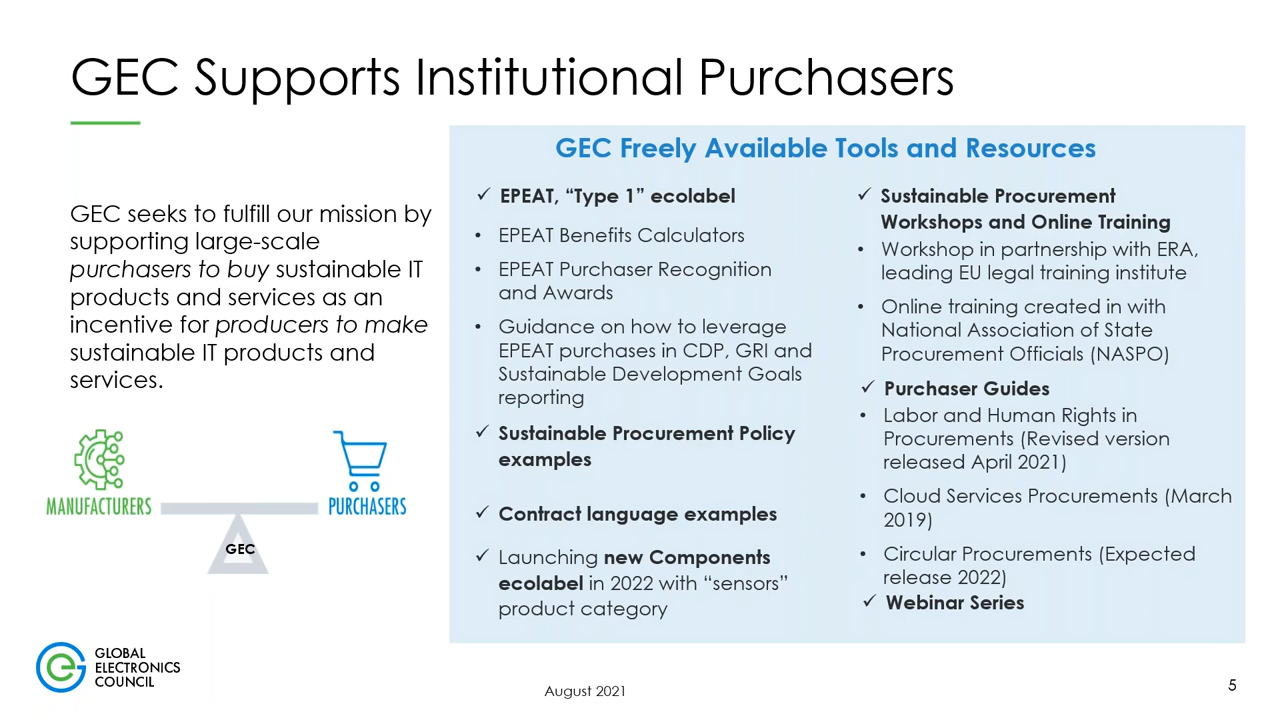 GEC Supports Institutional Purchasers
GEC seeks to fulfill our mission by
supporting large-scale
purchasers to buy sustainable IT
products and services as an
incentive for producers to make
sustainable IT products and
services.
MANUFACTURERS
PURCHASERS
GEC
GEC Freely Available Tools and Resources
✓ EPEAT, “Type 1” ecolabel
• EPEAT Benefits Calculators
• EPEAT Purchaser Recognition
and Awards
• Guidance on how to leverage
EPEAT purchases in CDP, GRI and
Sustainable Development Goals
reporting
✓ Sustainable Procurement Policy
examples
✓ Contract language examples
✓ Launching new Components
ecolabel in 2022 with “sensors”
product category
✓ Sustainable Procurement
Workshops and Online Training
• Workshop in partnership with ERA,
leading EU legal training institute
• Online training created in with
National Association of State
Procurement Officials (NASPO)
✓ Purchaser Guides
• Labor and Human Rights in
Procurements (Revised version
released April 2021)
• Cloud Services Procurements (March
2019)
• Circular Procurements (Expected
release 2022)
✓ Webinar Series
GLOBAL
ELECTRONICS
COUNCIL
August 2021
5